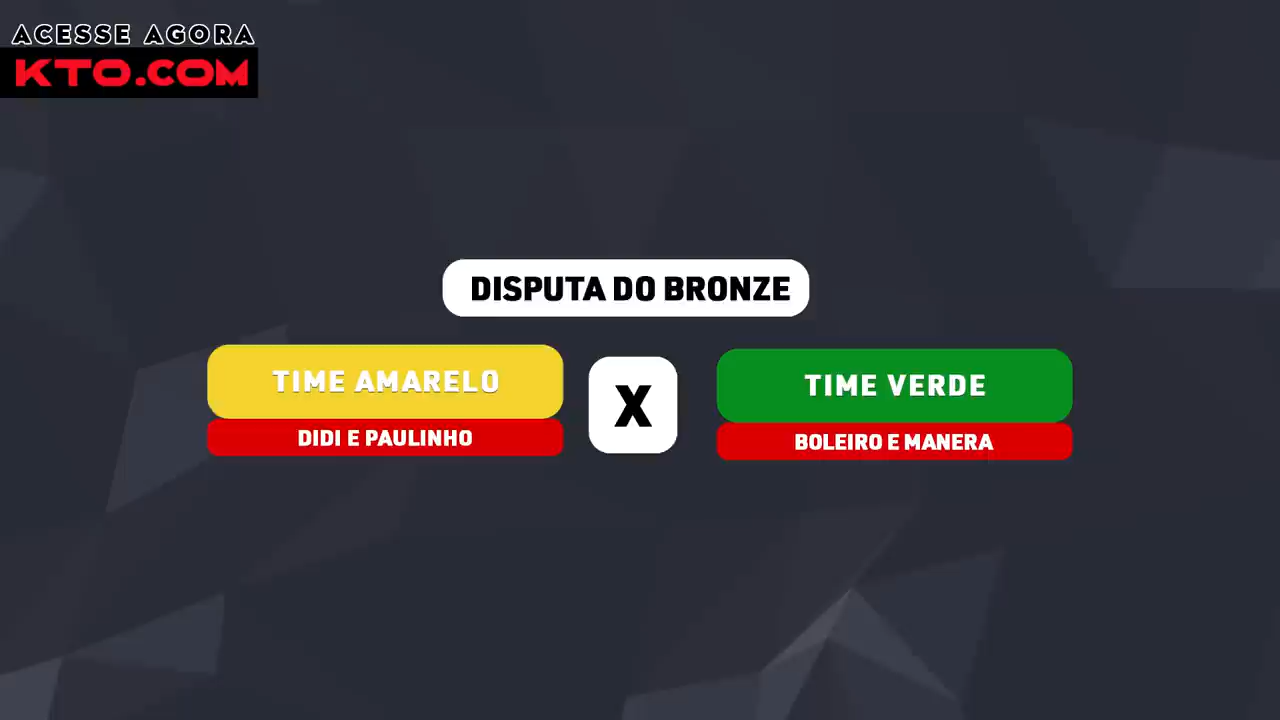 ACESSE AGORA
KTO.COM
DISPUTA DO BRONZE
TIME AMARELO
X
TIME VERDE
DIDI E PAULINHO
BOLEIRO E MANERA